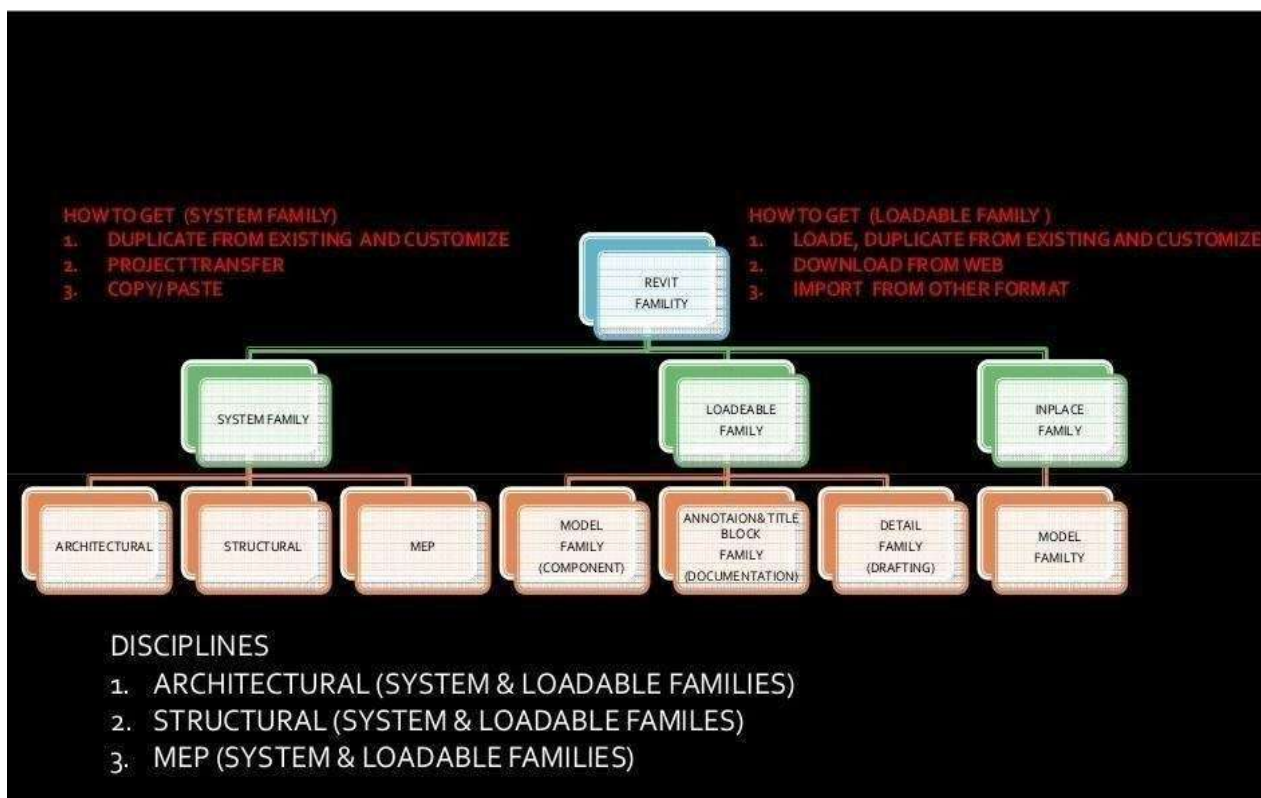 HOW TO GET (SYSTEM FAMILY)
1. DUPLICATE FROM EXISTING AND CUSTOMIZE
2. PROJECT TRANSFER
3. COPY/ PASTE
HOW TO GET (LOADABLE FAMILY )
1. LOADE, DUPLICATE FROM EXISTING AND CUSTOMIZE
2. DOWNLOAD FROM WEB
3. IMPORT FROM OTHER FORMAT
REVIT
FAMILITY
SYSTEM FAMILY
LOADEABLE
FAMILY
INPLACE
FAMILY
ARCHITECTURAL
STRUCTURAL
MEP
MODEL
FAMILY
(COMPONENT)
ANNOTAION& TITLE
BLOCK
FAMILY
(DOCUMENTATION)
DETAIL
FAMILY
(DRAFTING)
MODEL
FAMILTY
DISCIPLINES
1. ARCHITECTURAL (SYSTEM & LOADABLE FAMILIES)
2. STRUCTURAL (SYSTEM & LOADABLE FAMILES)
3. MEP (SYSTEM & LOADABLE FAMILIES)